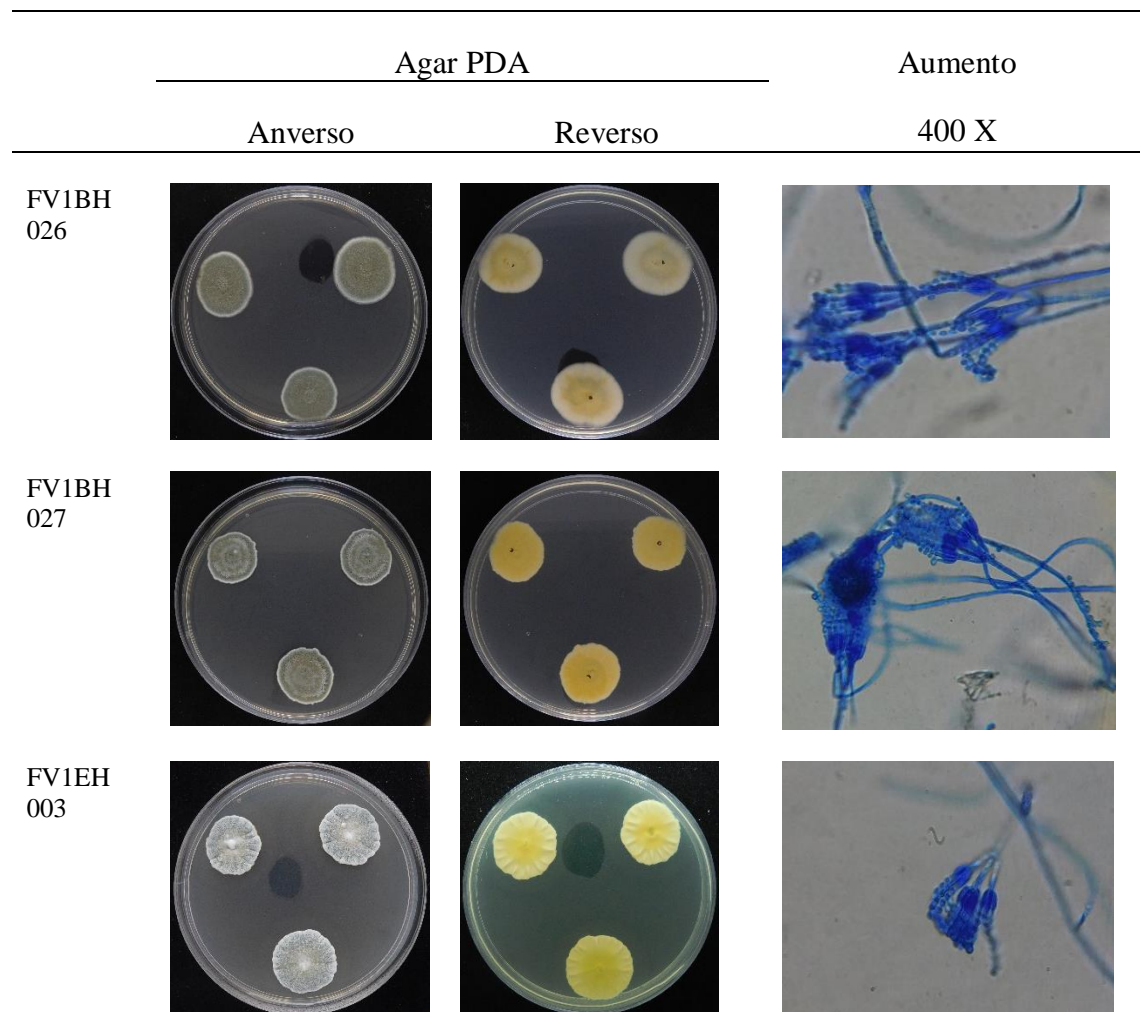 Agar PDA
Aumento
Anverso
Reverso
400 X
FV1BH
026
FV1BH
027
FV1EH
003